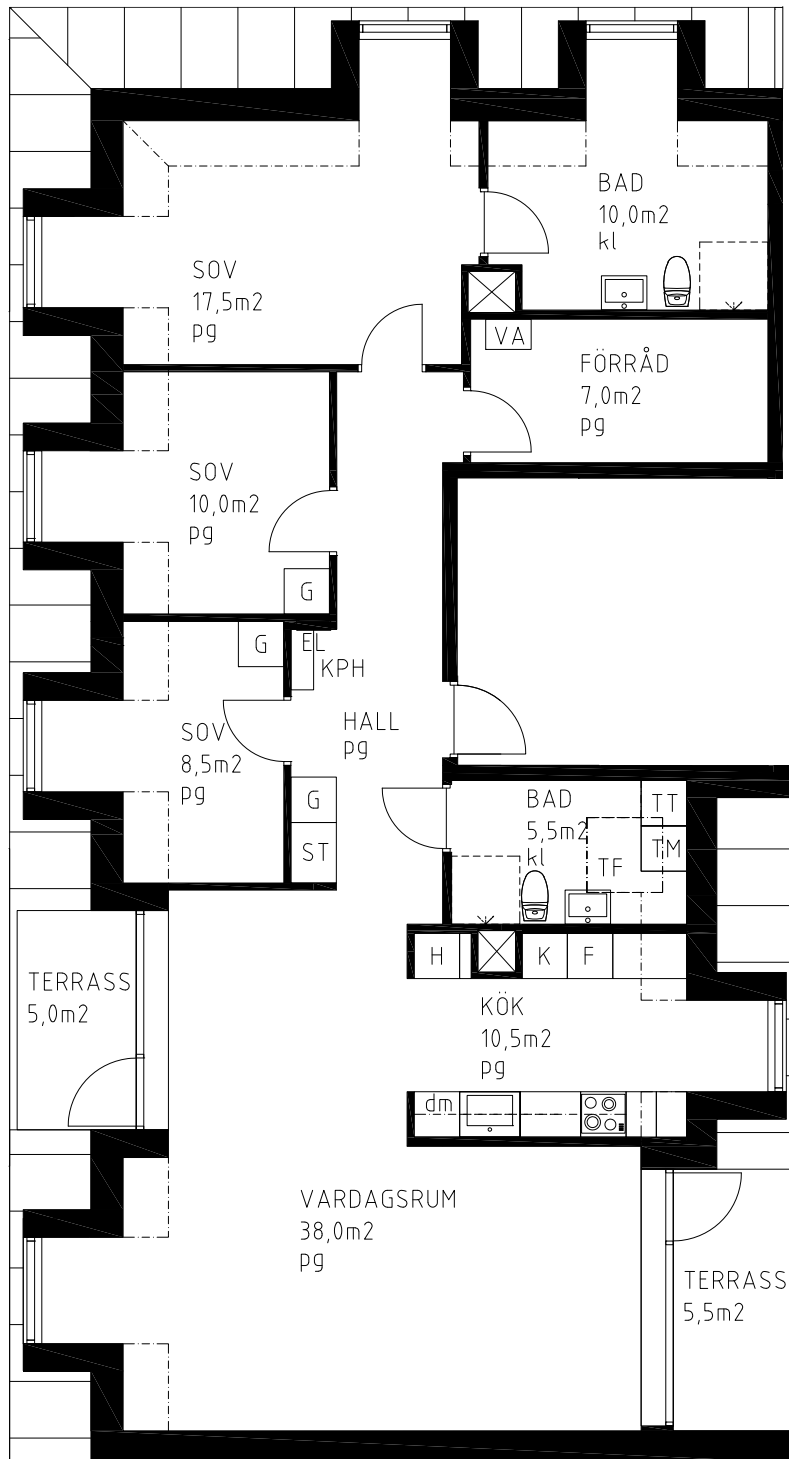 BAD
10,0m2
kl
SOV
17,5m2
pg
VA
FÖRRÅD
7,0m2
pg
SOV
10,0m2
pg
G
G
EL
KPH
SOV
8,5m2
pg
HALL
pg
G
ST
BAD
5,5m2
kl
TT
TM
TF
H
K
F
TERRASS
5,0m2
KÖK
10,5m2
pg
dm
VARDAGSRUM
38,0m2
pg
TERRASS
5,5m2